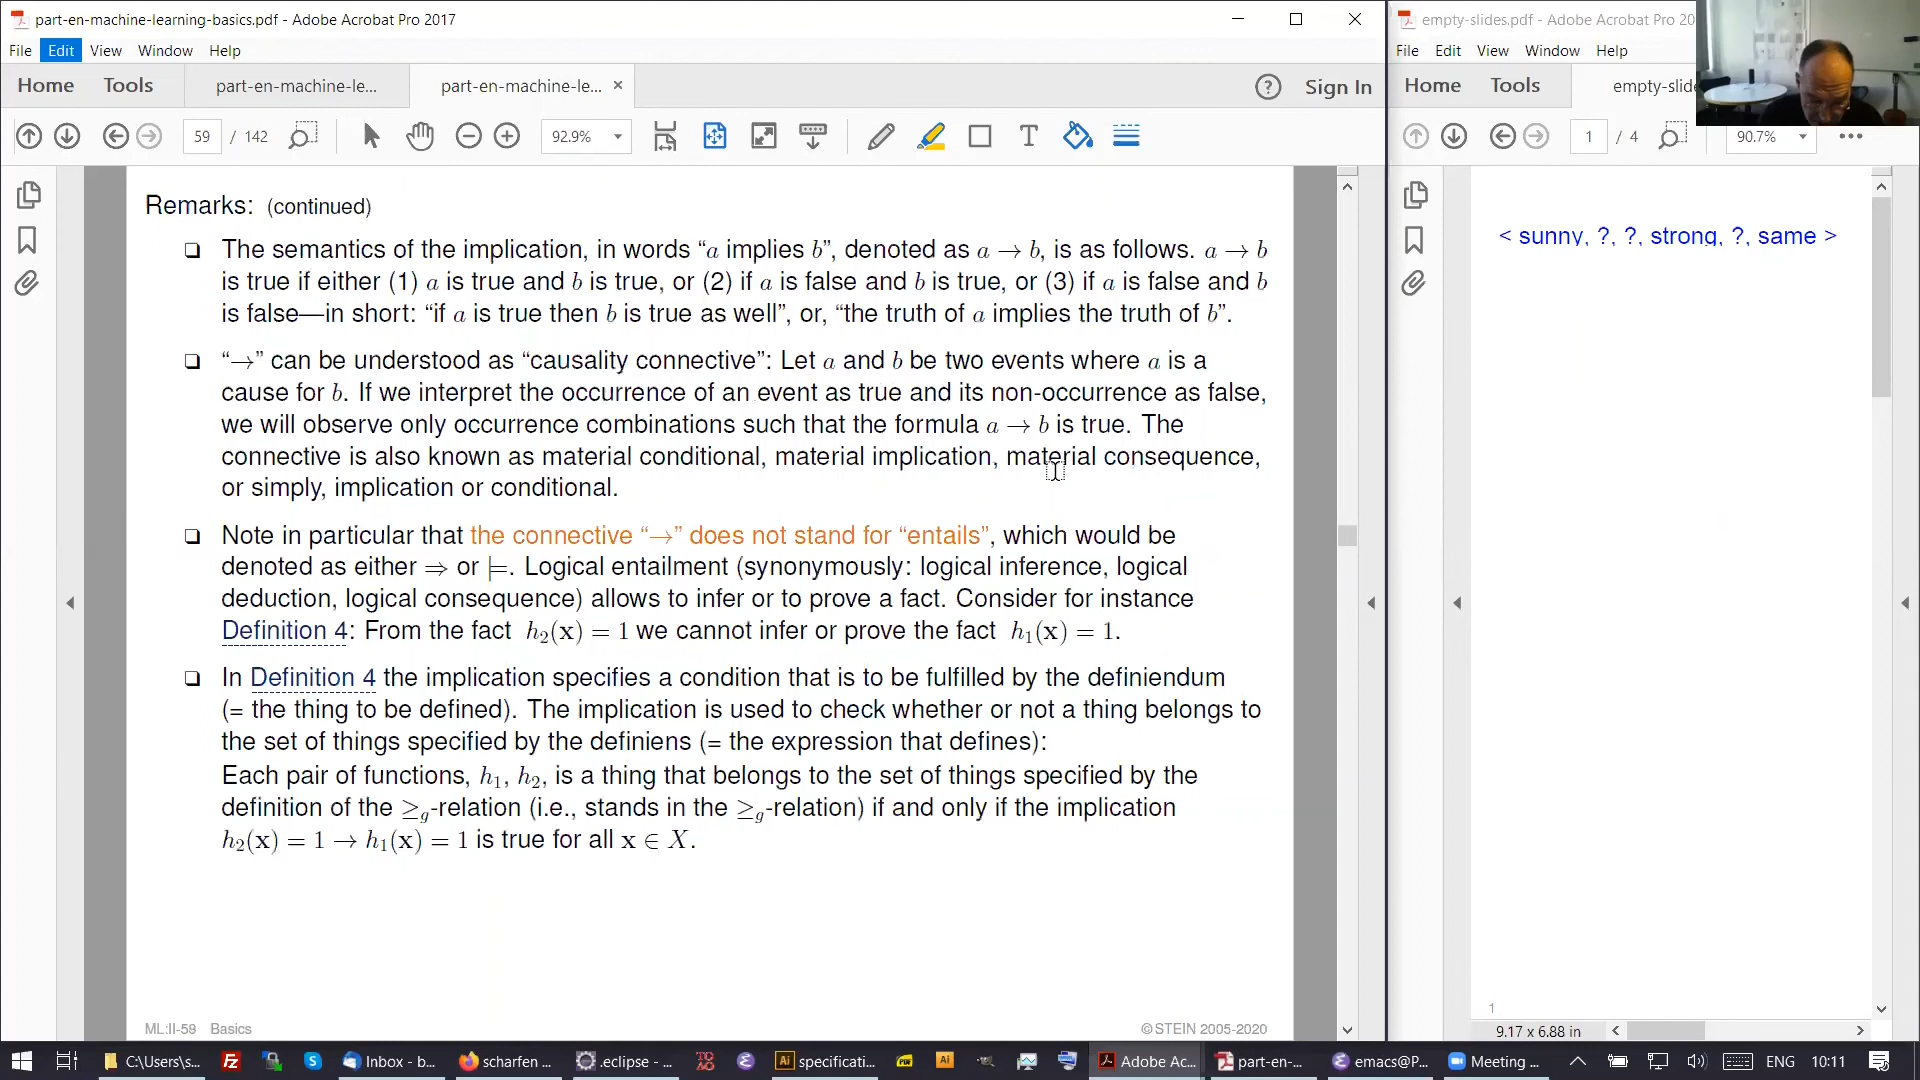 part-en-machine-learning-basics.pdf - Adobe Acrobat Pro 2017
File Edit View Window Help
Home Tools part-en-machine-le... part-en-machine-le... × Sign In
59 / 142 92.9%
Remarks: (continued)
❑ The semantics of the implication, in words “a implies b”, denoted as a → b, is as follows. a → b
is true if either (1) a is true and b is true, or (2) if a is false and b is true, or (3) if a is false and b
is false—in short: “if a is true then b is true as well”, or, “the truth of a implies the truth of b”.
❑ “→” can be understood as “causality connective”: Let a and b be two events where a is a
cause for b. If we interpret the occurrence of an event as true and its non-occurrence as false,
we will observe only occurrence combinations such that the formula a → b is true. The
connective is also known as material conditional, material implication, material consequence,
or simply, implication or conditional.
❑ Note in particular that the connective “→” does not stand for “entails”, which would be
denoted as either ⇒ or ⊨. Logical entailment (synonymously: logical inference, logical
deduction, logical consequence) allows to infer or to prove a fact. Consider for instance
Definition 4: From the fact h₂(x) = 1 we cannot infer or prove the fact h₁(x) = 1.
❑ In Definition 4 the implication specifies a condition that is to be fulfilled by the definiendum
(= the thing to be defined). The implication is used to check whether or not a thing belongs to
the set of things specified by the definiens (= the expression that defines):
Each pair of functions, h₁, h₂, is a thing that belongs to the set of things specified by the
definition of the ≥g-relation (i.e., stands in the ≥g-relation) if and only if the implication
h₂(x) = 1 → h₁(x) = 1 is true for all x ∈ X.
ML:II-59 Basics © STEIN 2005-2020
empty-slides.pdf - Adobe Acrobat Pro 20
File Edit View Window Help
Home Tools empty-slide
1 / 4 90.7%
< sunny, ?, ?, strong, ?, same >
1
9.17 x 6.88 in
C:\Users\s... Inbox - b... scharfen ... .eclipse - ... specificati... Adobe Ac... part-en-... emacs@P... Meeting ... ENG 10:11